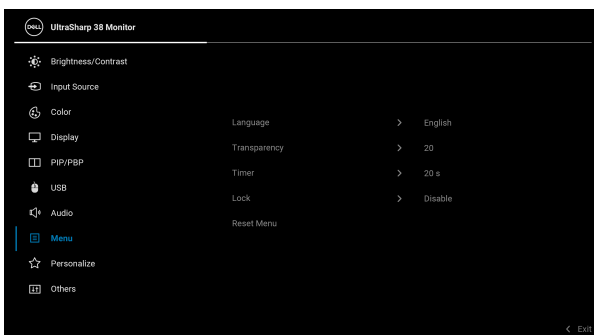 DELL UltraSharp 38 Monitor
Brightness/Contrast
Input Source
Color
Language English
Display
Transparency 20
PIP/PBP
Timer 20 s
USB
Lock Disable
Audio
Reset Menu
Menu
Personalize
Others
Exit